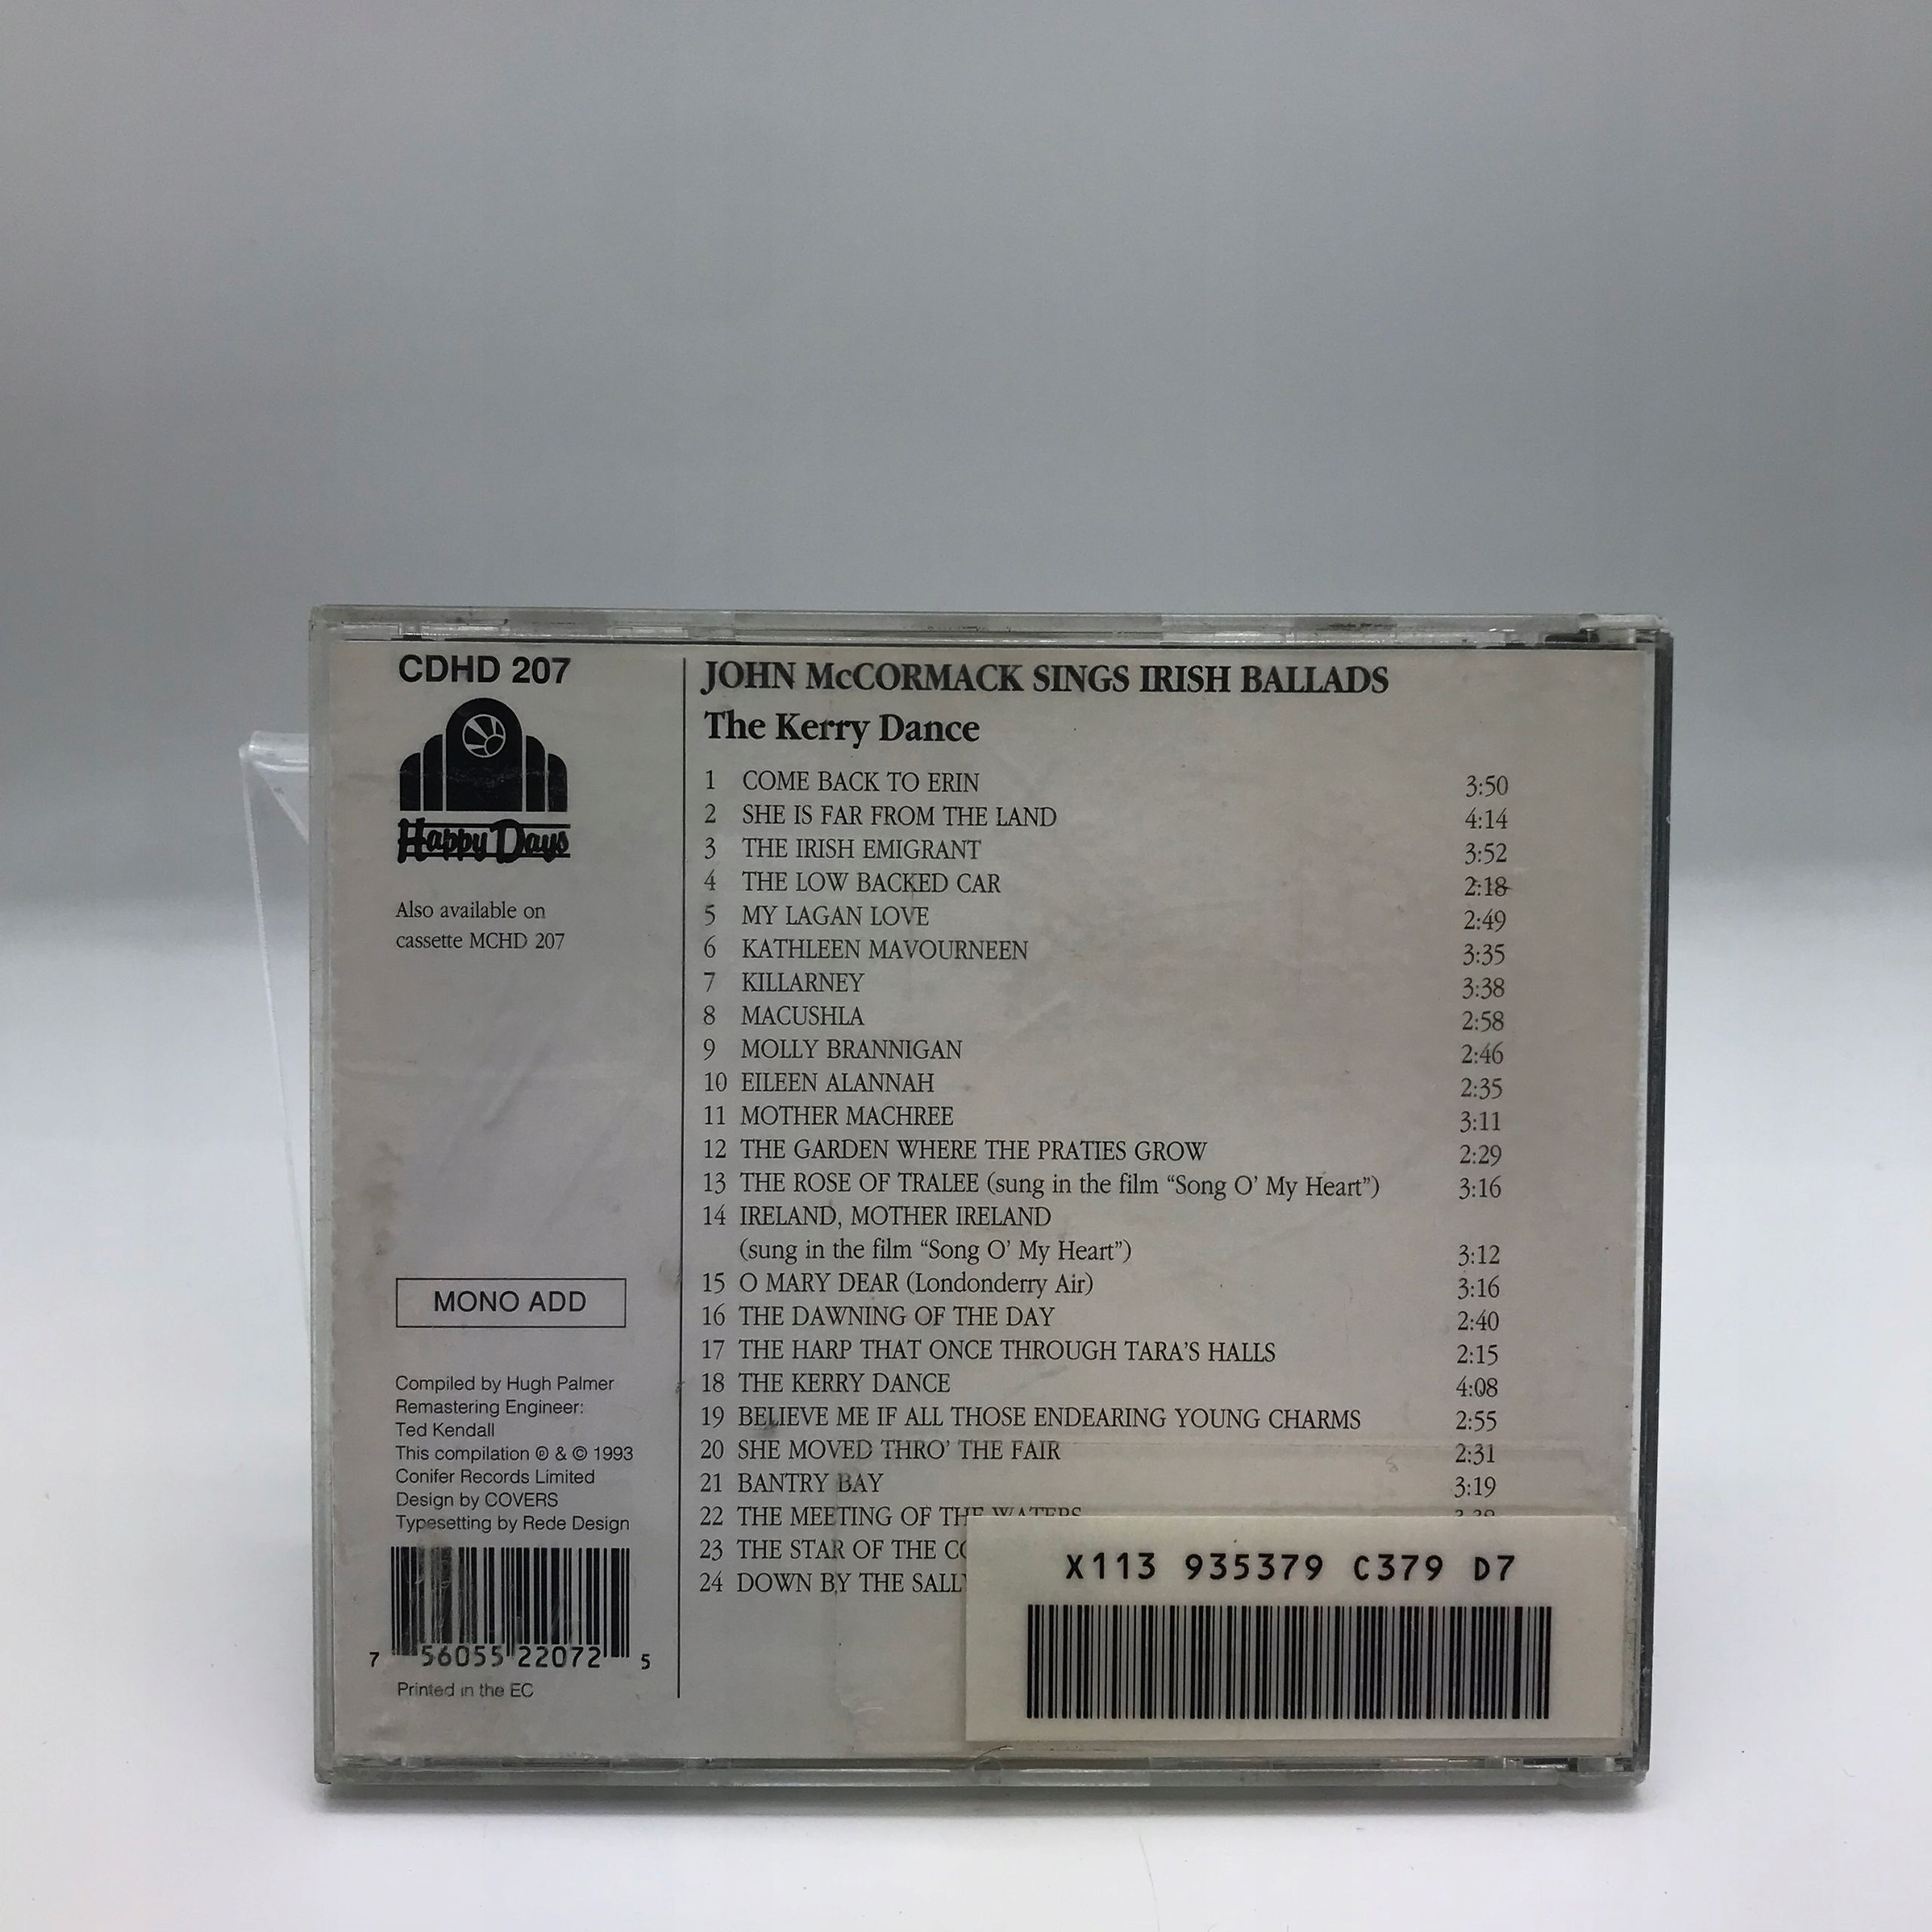 CDHD 207
Happy Days
Also available on
cassette MCHD 207
MONO ADD
Compiled by Hugh Palmer
Remastering Engineer:
Ted Kendall
This compilation ℗ & © 1993
Conifer Records Limited
Design by COVERS
Typesetting by Rede Design
7 56055 22072 5
Printed in the EC
JOHN McCORMACK SINGS IRISH BALLADS
The Kerry Dance
1 COME BACK TO ERIN 3:50
2 SHE IS FAR FROM THE LAND 4:14
3 THE IRISH EMIGRANT 3:52
4 THE LOW BACKED CAR 2:18
5 MY LAGAN LOVE 2:49
6 KATHLEEN MAVOURNEEN 3:35
7 KILLARNEY 3:38
8 MACUSHLA 2:58
9 MOLLY BRANNIGAN 2:46
10 EILEEN ALANNAH 2:35
11 MOTHER MACHREE 3:11
12 THE GARDEN WHERE THE PRATIES GROW 2:29
13 THE ROSE OF TRALEE (sung in the film “Song O’ My Heart”) 3:16
14 IRELAND, MOTHER IRELAND
(sung in the film “Song O’ My Heart”) 3:12
15 O MARY DEAR (Londonderry Air) 3:16
16 THE DAWNING OF THE DAY 2:40
17 THE HARP THAT ONCE THROUGH TARA’S HALLS 2:15
18 THE KERRY DANCE 4:08
19 BELIEVE ME IF ALL THOSE ENDEARING YOUNG CHARMS 2:55
20 SHE MOVED THRO’ THE FAIR 2:31
21 BANTRY BAY 3:19
22 THE MEETING OF THE WATERS
23 THE STAR OF THE
24 DOWN BY THE SALLY
X113 935379 C379 D7